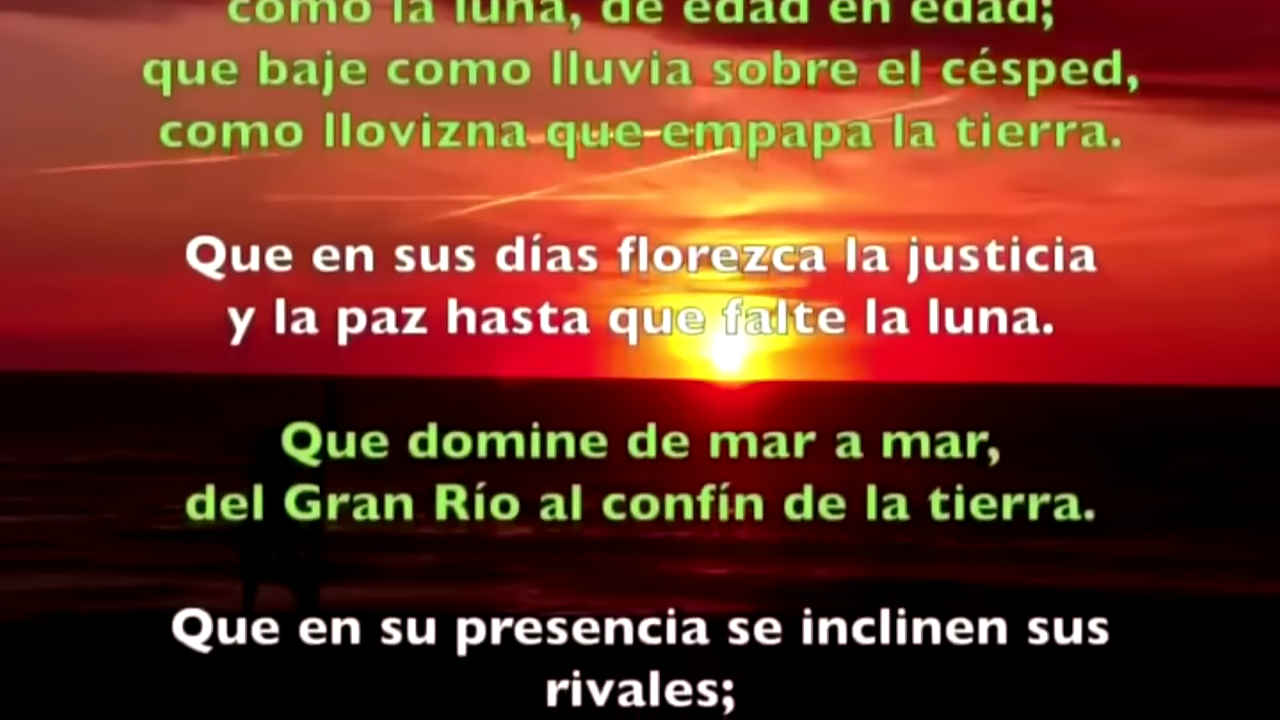 como la luna, de edad en edad;
que baje como lluvia sobre el césped,
como llovizna que empapa la tierra.
Que en sus días florezca la justicia
y la paz hasta que falte la luna.
Que domine de mar a mar,
del Gran Río al confín de la tierra.
Que en su presencia se inclinen sus
rivales;